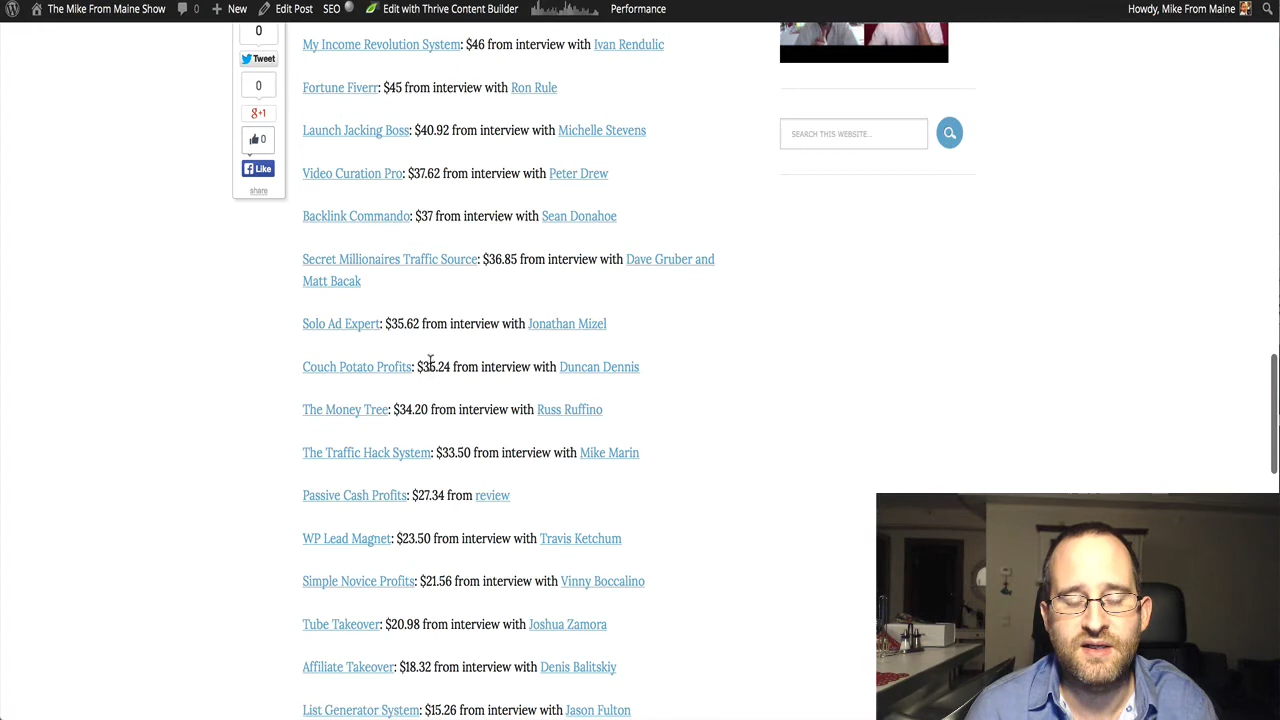 The Mike From Maine Show 0 + New Edit Post SEO Edit with Thrive Content Builder Performance Howdy, Mike From Maine
0
Tweet
0
g+1
0
Like
share
My Income Revolution System: $46 from interview with Ivan Rendulic
Fortune Fiverr: $45 from interview with Ron Rule
Launch Jacking Boss: $40.92 from interview with Michelle Stevens
Video Curation Pro: $37.62 from interview with Peter Drew
Backlink Commando: $37 from interview with Sean Donahoe
Secret Millionaires Traffic Source: $36.85 from interview with Dave Gruber and
Matt Bacak
Solo Ad Expert: $35.62 from interview with Jonathan Mizel
Couch Potato Profits: $35.24 from interview with Duncan Dennis
The Money Tree: $34.20 from interview with Russ Ruffino
The Traffic Hack System: $33.50 from interview with Mike Marin
Passive Cash Profits: $27.34 from review
WP Lead Magnet: $23.50 from interview with Travis Ketchum
Simple Novice Profits: $21.56 from interview with Vinny Boccalino
Tube Takeover: $20.98 from interview with Joshua Zamora
Affiliate Takeover: $18.32 from interview with Denis Balitskiy
List Generator System: $15.26 from interview with Jason Fulton
SEARCH THIS WEBSITE...